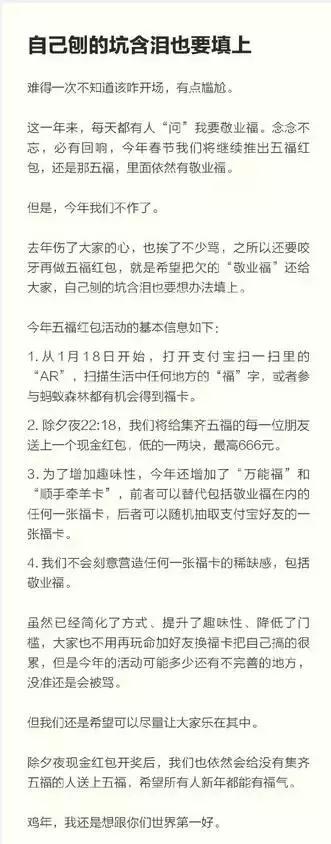 自己刨的坑含泪也要填上
难得一次不知道该咋开场，有点尴尬。
这一年来，每天都有人“问”我要敬业福。念念不
忘，必有回响，今年春节我们将继续推出五福红
包，还是那五福，里面依然有敬业福。
但是，今年我们不作了。
去年伤了大家的心，也挨了不少骂，之所以还要咬
牙再做五福红包，就是希望把欠的“敬业福”还给
大家，自己刨的坑含泪也要想办法填上。
今年五福红包活动的基本信息如下：
1. 从1月18日开始，打开支付宝扫一扫里的
“AR”，扫描生活中任何地方的“福”字，或者参
与蚂蚁森林都有机会得到福卡。
2. 除夕夜22:18，我们将给集齐五福的每一位朋友
送上一个现金红包，低的一两块，最高666元。
3. 为了增加趣味性，今年还增加了“万能福”和
“顺手牵羊卡”，前者可以替代包括敬业福在内的
任何一张福卡，后者可以随机抽取支付宝好友的一
张福卡。
4. 我们不会刻意营造任何一张福卡的稀缺感，包括
敬业福。
虽然已经简化了方式、提升了趣味性、降低了门
槛，大家也不用再玩命加好友换福卡把自己搞的很
累，但是今年的活动可能多少还有不完善的地方，
没准还是会被骂。
但我们还是希望可以尽量让大家乐在其中。
除夕夜现金红包开奖后，我们也依然会给没有集齐
五福的人送上五福，希望所有人新年都能有福气。
鸡年，我还是想跟你们世界第一好。